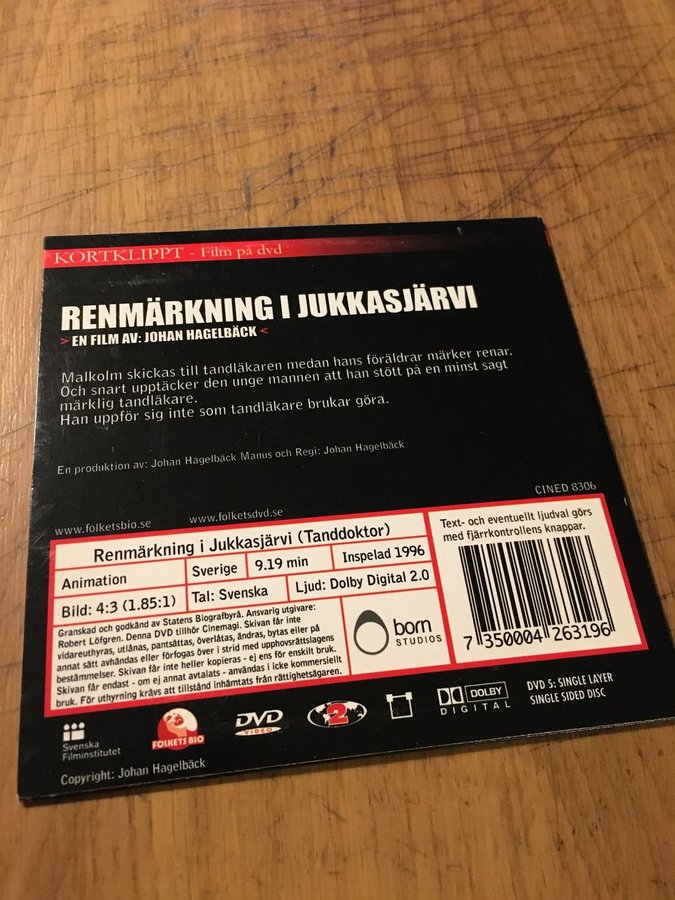 KORTKLIPPT - Film på dvd
RENMÄRKNING I JUKKASJÄRVI
> EN FILM AV: JOHAN HAGELBÄCK <
Malkolm skickas till tandläkaren medan hans föräldrar märker renar.
Och snart upptäcker den unge mannen att han stött på en minst sagt
märklig tandläkare.
Han uppför sig inte som tandläkare brukar göra.
En produktion av: Johan Hagelbäck Manus och Regi: Johan Hagelbäck
CINED 8306
www.folketsbio.se
www.folketsdvd.se
Renmärkning i Jukkasjärvi (Tanddoktor)
Animation
Sverige
9.19 min
Inspelad 1996
Bild: 4:3 (1.85:1)
Tal: Svenska
Ljud: Dolby Digital 2.0
Granskad och godkänd av Statens Biografbyrå. Ansvarig utgivare:
Robert Löfgren. Denna DVD tillhör Cinemagi. Skivan får inte
vidareuthyras, utlånas, pantsättas, överlåtas, ändras, bytas eller på
annat sätt avhändas eller förfogas över i strid med upphovsrättslagens
bestämmelser. Skivan får inte heller kopieras - ej ens för enskilt bruk.
Skivan får endast - om ej annat avtalats - användas i icke kommersiellt
bruk. För uthyrning krävs att tillstånd inhämtats från rättighetsägaren.
born
STUDIOS
Text- och eventuellt ljudval görs
med fjärrkontrollens knappar.
7 350004 263196
Svenska
Filminstitutet
FOLKETS BIO
DVD
VIDEO
2
DOLBY
DIGITAL
DVD 5: SINGLE LAYER
SINGLE SIDED DISC
Copyright: Johan Hagelbäck